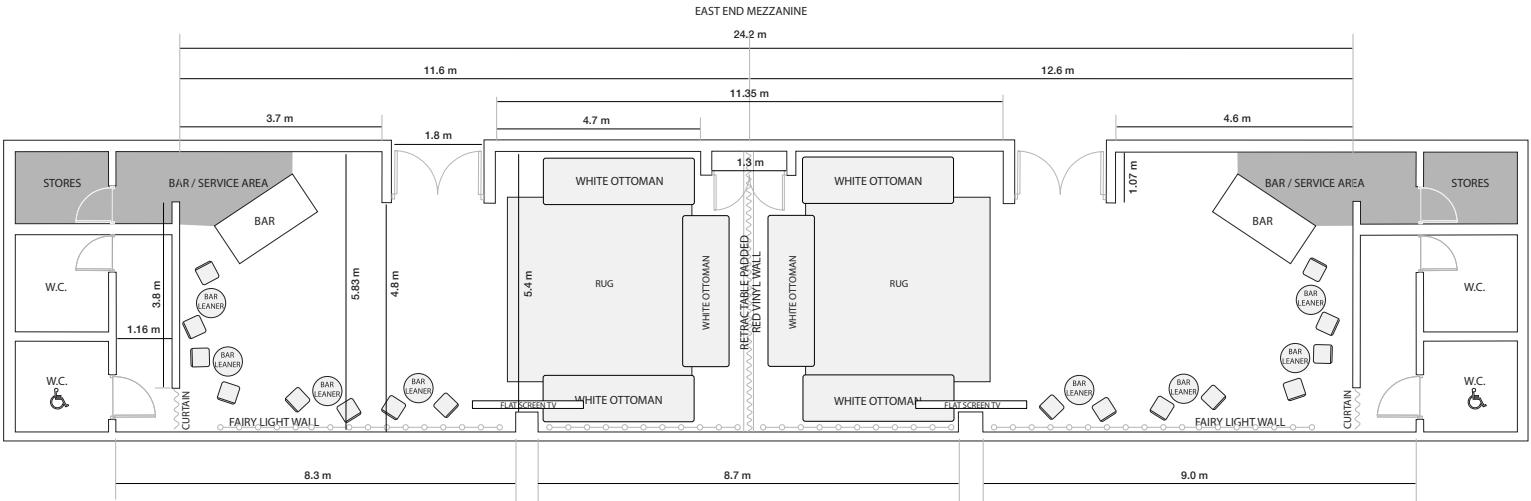 EAST END MEZZANINE
24.2 m
11.6 m
12.6 m
11.35 m
3.7 m
1.8 m
4.7 m
4.6 m
1.3 m
1.07 m
STORES
BAR / SERVICE AREA
BAR
WHITE OTTOMAN
WHITE OTTOMAN
BAR / SERVICE AREA
BAR
STORES
W.C.
3.8 m
1.16 m
5.83 m
4.8 m
5.4 m
RUG
WHITE OTTOMAN
RETRACTABLE PADDED
RED VINYL WALL
WHITE OTTOMAN
RUG
W.C.
BAR
LEANER
BAR
LEANER
BAR
LEANER
BAR
LEANER
BAR
LEANER
BAR
LEANER
BAR
LEANER
BAR
LEANER
W.C.
CURTAIN
FAIRY LIGHT WALL
FLAT SCREEN TV
WHITE OTTOMAN
WHITE OTTOMAN
FLAT SCREEN TV
FAIRY LIGHT WALL
CURTAIN
W.C.
8.3 m
8.7 m
9.0 m